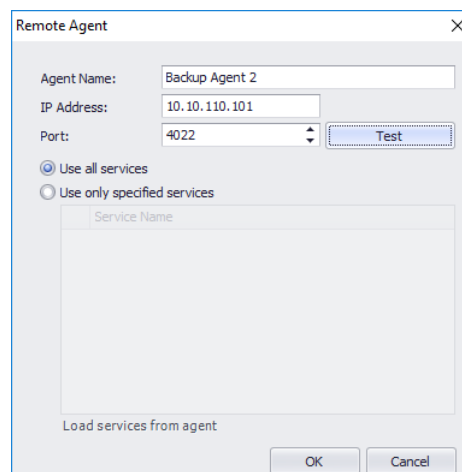 Remote Agent
Agent Name: Backup Agent 2
IP Address: 10.10.110.101
Port: 4022 Test
Use all services
Use only specified services
Service Name
Load services from agent
OK Cancel